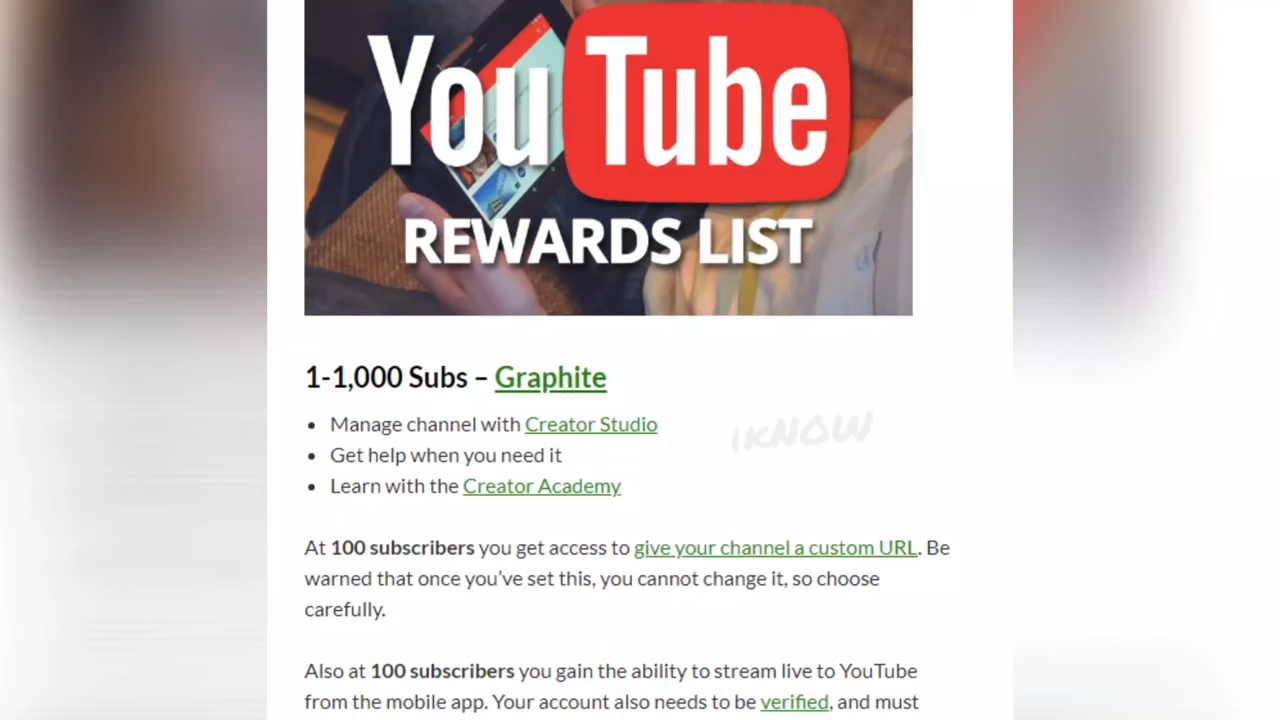 YouTube
REWARDS LIST
1-1,000 Subs – Graphite
• Manage channel with Creator Studio
• Get help when you need it
• Learn with the Creator Academy
iKNOW
At 100 subscribers you get access to give your channel a custom URL. Be
warned that once you’ve set this, you cannot change it, so choose
carefully.
Also at 100 subscribers you gain the ability to stream live to YouTube
from the mobile app. Your account also needs to be verified, and must